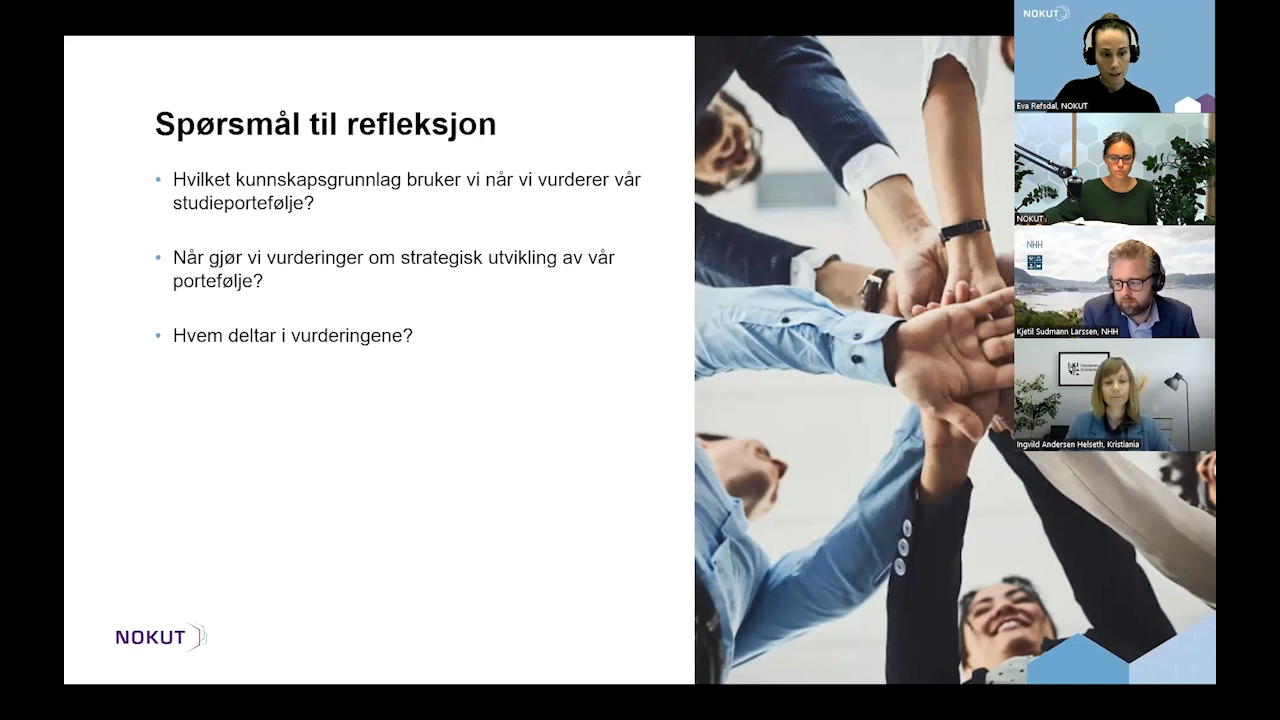 Spørsmål til refleksjon
• Hvilket kunnskapsgrunnlag bruker vi når vi vurderer vår
studieportefølje?
• Når gjør vi vurderinger om strategisk utvikling av vår
portefølje?
• Hvem deltar i vurderingene?
NOKUT
NOKUT
Eva Refsdal, NOKUT
NOKUT
NHH
Kjetil Sudmann Larssen, NHH
Ingvild Andersen Helseth, Kristiania